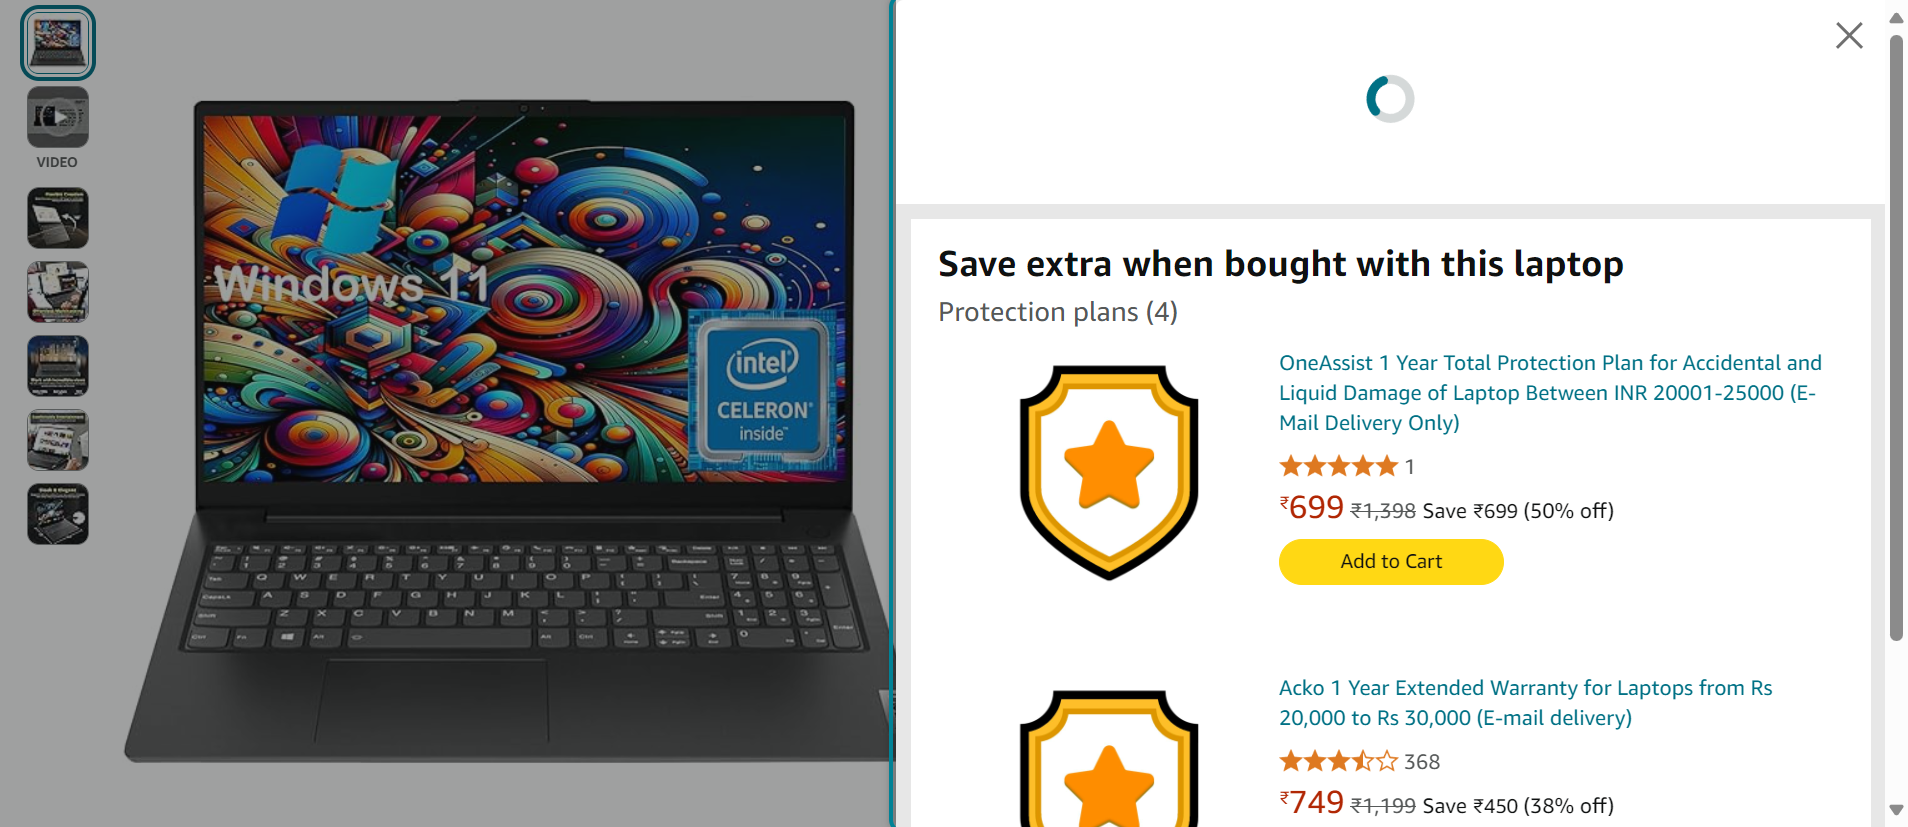 VIDEO
Windows 11
intel
CELERON
inside
Save extra when bought with this laptop
Protection plans (4)
OneAssist 1 Year Total Protection Plan for Accidental and
Liquid Damage of Laptop Between INR 20001-25000 (E-
Mail Delivery Only)
1
₹699 ₹1,398 Save ₹699 (50% off)
Add to Cart
Acko 1 Year Extended Warranty for Laptops from Rs
20,000 to Rs 30,000 (E-mail delivery)
368
₹749 ₹1,199 Save ₹450 (38% off)